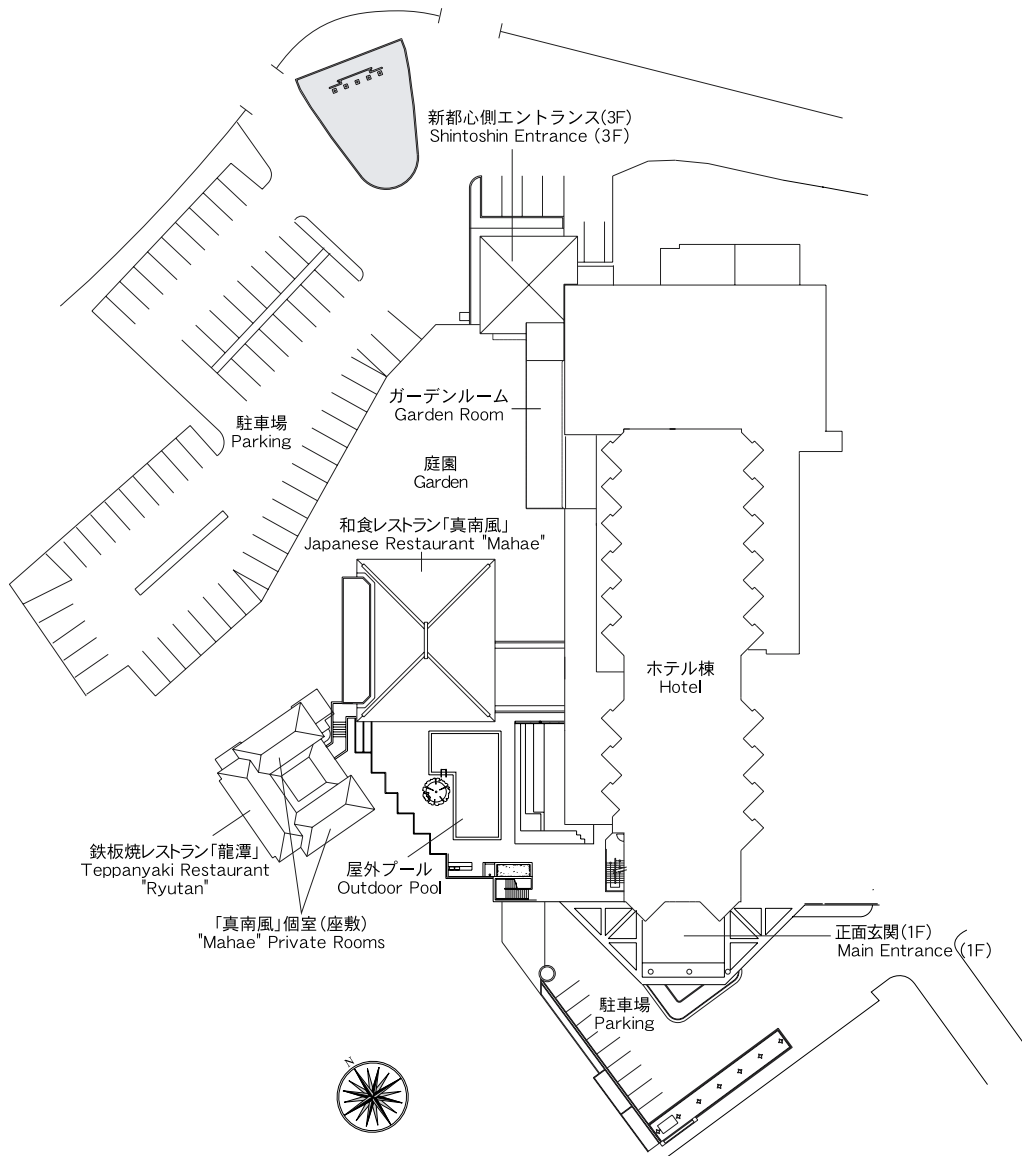 新都心側エントランス(3F)
Shintoshin Entrance (3F)
ガーデンルーム
Garden Room
駐車場
Parking
庭園
Garden
和食レストラン「真南風」
Japanese Restaurant "Mahae"
ホテル棟
Hotel
鉄板焼レストラン「龍潭」
Teppanyaki Restaurant
"Ryutan"
屋外プール
Outdoor Pool
「真南風」個室(座敷)
"Mahae" Private Rooms
正面玄関(1F)
Main Entrance (1F)
駐車場
Parking
N